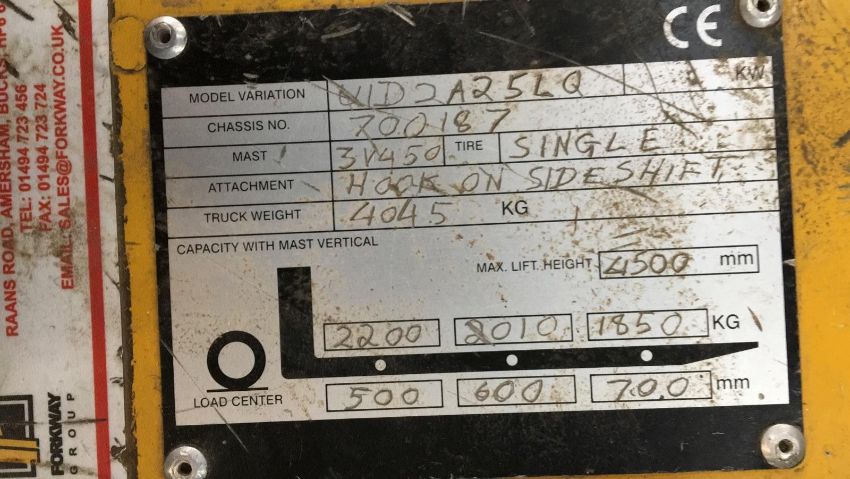 CE
KW
MODEL VARIATION U1D2A25LQ
CHASSIS NO. 700187
MAST 3V450 TIRE SINGLE
ATTACHMENT HOOK ON SIDESHIFT
TRUCK WEIGHT 4045 KG
CAPACITY WITH MAST VERTICAL
MAX. LIFT. HEIGHT 4500 mm
2200 2010 1850 KG
LOAD CENTER 500 600 700 mm
RAANS ROAD, AMERSHAM, BUCKS, HP6
TEL: 01494 723 456
FAX: 01494 723 724
EMAIL: SALES@FORKWAY.CO.UK
FORKWAY
GROUP